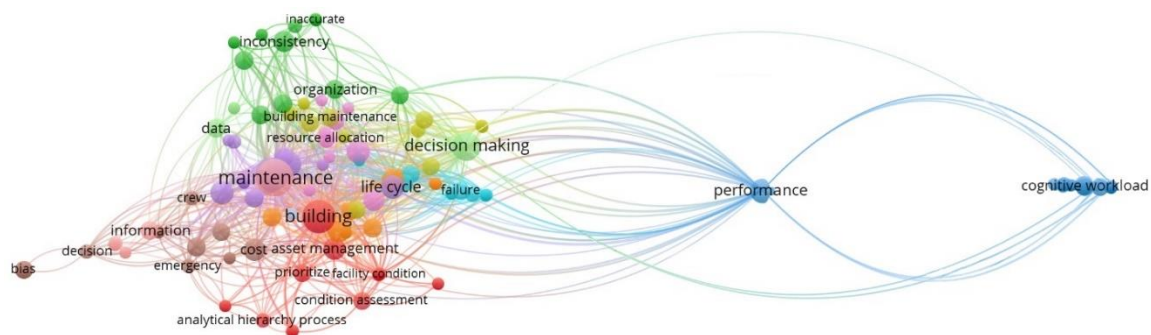 inaccurate
inconsistency
organization
building maintenance
data
resource allocation
decision making
maintenance
life cycle
failure
performance
cognitive workload
crew
building
information
decision
cost
asset management
bias
emergency
prioritize
facility condition
condition assessment
analytical hierarchy process